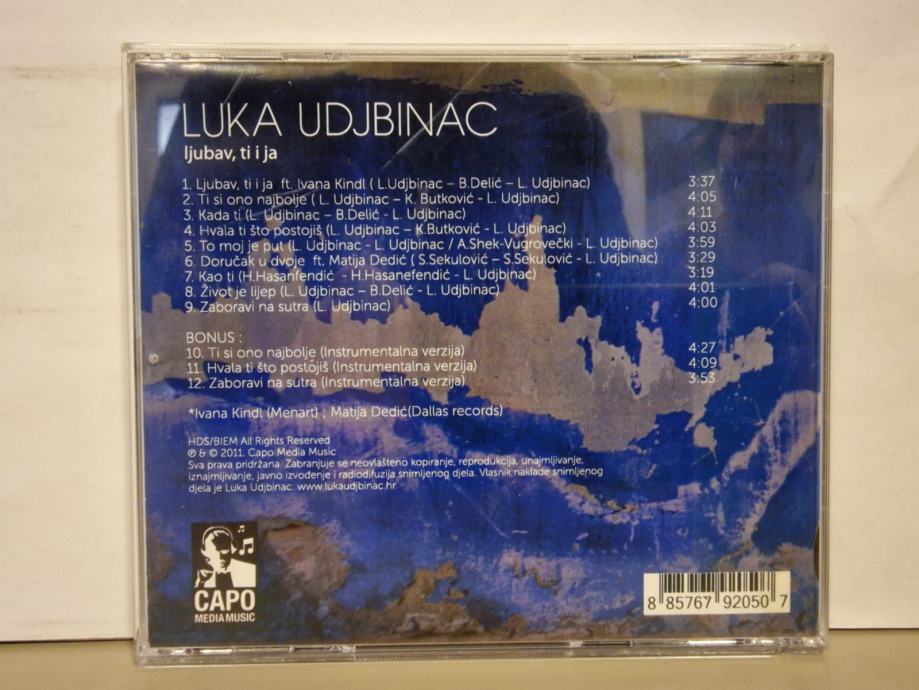 LUKA UDJBINAC
ljubav, ti i ja
1. Ljubav, ti i ja ft. Ivana Kindl ( L.Udjbinac – B.Delić – L. Udjbinac) 3:37
2. Ti si ono najbolje ( L. Udjbinac – K. Butković - L. Udjbinac) 4:05
3. Kada ti (L. Udjbinac – B.Delić - L. Udjbinac) 4:11
4. Hvala ti što postojiš (L. Udjbinac – K.Butković - L. Udjbinac) 4:03
5. To moj je put (L. Udjbinac - L. Udjbinac / A.Shek-Vugrovečki - L. Udjbinac) 3:59
6. Doručak u dvoje ft. Matija Dedić ( S.Sekulović – S.Sekulović - L. Udjbinac) 3:29
7. Kao ti (H.Hasanfendić - H.Hasanefendić - L. Udjbinac) 3:19
8. Život je lijep (L. Udjbinac – B.Delić - L. Udjbinac) 4:01
9. Zaboravi na sutra (L. Udjbinac) 4:00
BONUS :
10. Ti si ono najbolje (Instrumentalna verzija) 4:27
11. Hvala ti što postojiš (Instrumentalna verzija) 4:09
12. Zaboravi na sutra (Instrumentalna verzija) 3:53
*Ivana Kindl (Menart) ; Matija Dedić(Dallas records)
HDS/BIEM All Rights Reserved
℗ & © 2011. Capo Media Music
Sva prava pridržana. Zabranjuje se neovlašteno kopiranje, reprodukcija, unajmljivanje,
iznajmljivanje, javno izvođenje i radiodifuzija snimljenog djela. Vlasnik naklade snimljenog
djela je Luka Udjbinac. www.lukaudjbinac.hr
CAPO
MEDIA MUSIC
8 85767 92050 7